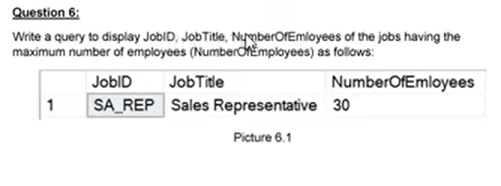 Question 6:
Write a query to display JobID, JobTitle, NumberOfEmloyees of the jobs having the
maximum number of employees (NumberOfEmployees) as follows:
JobID JobTitle NumberOfEmloyees
1 SA_REP Sales Representative 30
Picture 6.1